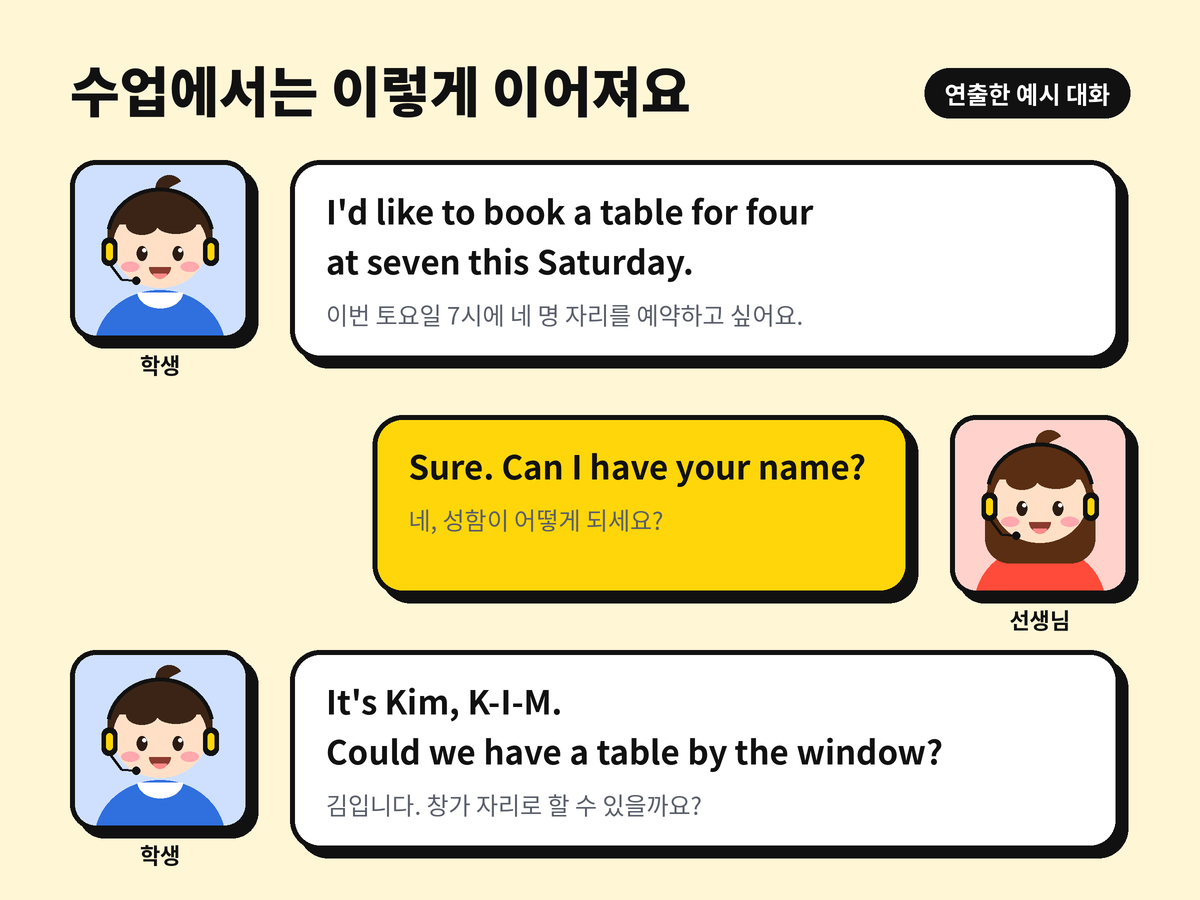 수업에서는 이렇게 이어져요
연출한 예시 대화
I'd like to book a table for four
at seven this Saturday.
이번 토요일 7시에 네 명 자리를 예약하고 싶어요.
학생
Sure. Can I have your name?
네, 성함이 어떻게 되세요?
선생님
It's Kim, K-I-M.
Could we have a table by the window?
김입니다. 창가 자리로 할 수 있을까요?
학생